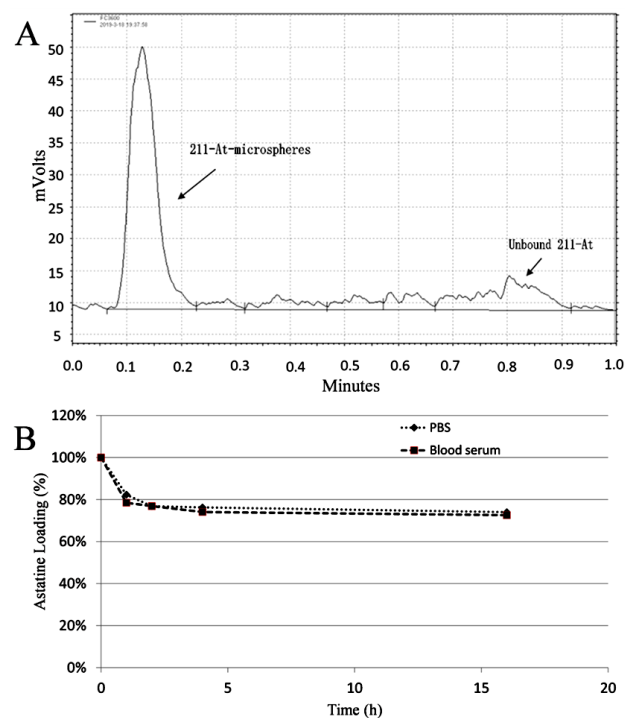 A
FC3600
2019-3-18 19:37:58
50
45
40
35
30
25
20
15
10
5
mVolts
211-At-microspheres
Unbound 211-At
0.0 0.1 0.2 0.3 0.4 0.5 0.6 0.7 0.8 0.9 1.0
Minutes
B
120%
100%
80%
60%
40%
20%
0%
Astatine Loading (%)
PBS
Blood serum
0 5 10 15 20
Time (h)